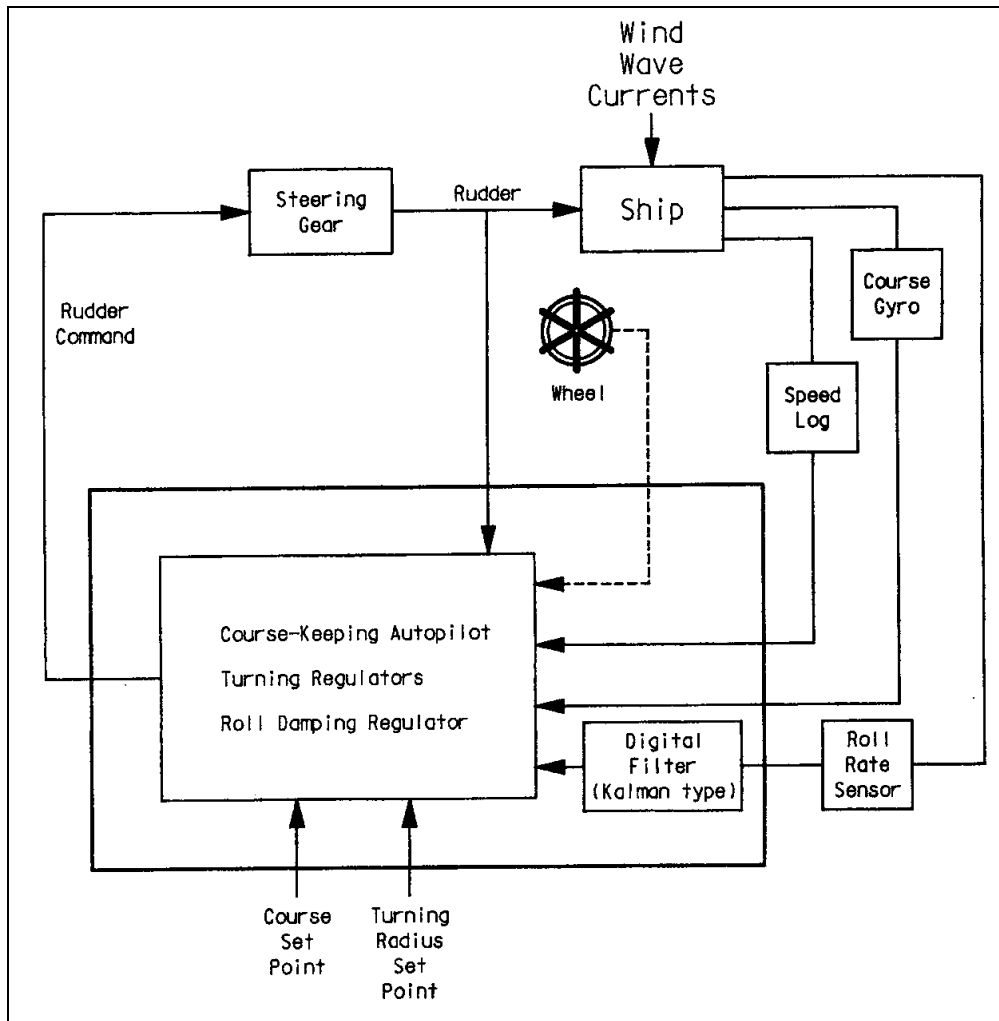 Wind
Wave
Currents
Steering
Gear
Rudder
Ship
Course
Gyro
Rudder
Command
Wheel
Speed
Log
Course-Keeping Autopilot
Turning Regulators
Roll Damping Regulator
Digital
Filter
(Kalman type)
Roll
Rate
Sensor
Course
Set
Point
Turning
Radius
Set
Point